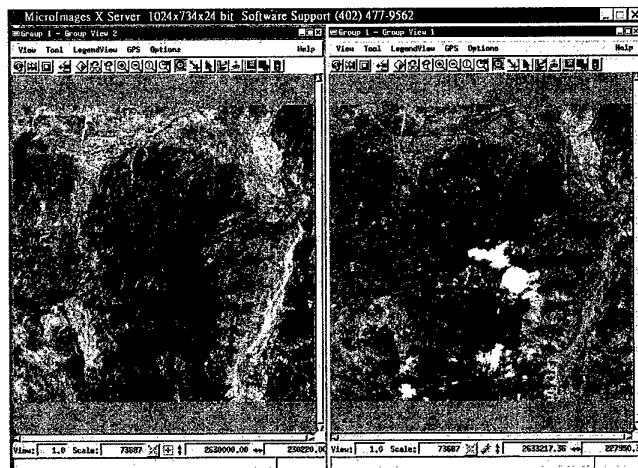 MicroImages X Server 1024x734x24 bit Software Support (402) 477-9562
Group 1 - Group View 2
View Tool LegendView GPS Options Help
View: 1.0 Scale: 73687 2630000.00 230220.00
Group 1 - Group View 1
View Tool LegendView GPS Options Help
View: 1.0 Scale: 73687 2633217.36 227950.